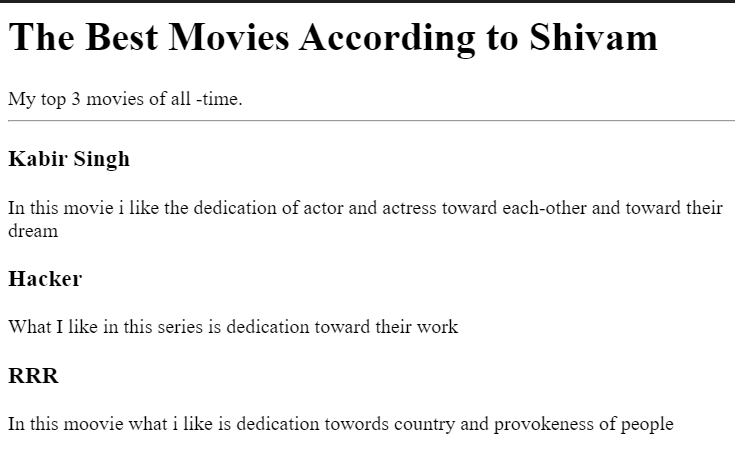 The Best Movies According to Shivam
My top 3 movies of all -time.
Kabir Singh
In this movie i like the dedication of actor and actress toward each-other and toward their
dream
Hacker
What I like in this series is dedication toward their work
RRR
In this moovie what i like is dedication towords country and provokeness of people